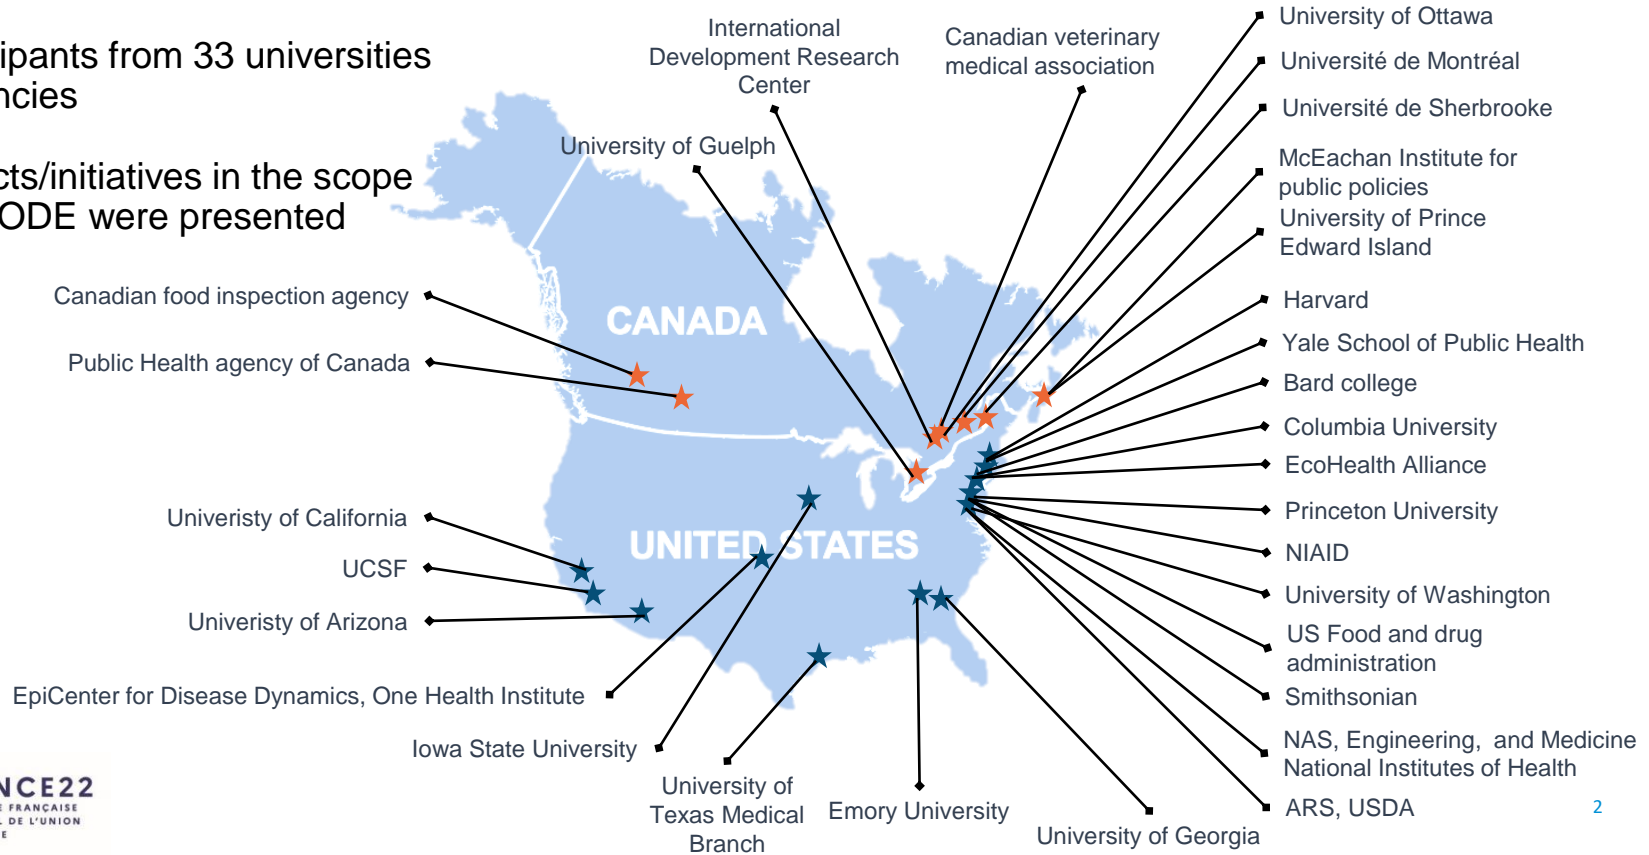 ipants from 33 universities
ncies
cts/initiatives in the scope
ODE were presented
International
Development Research
Center
Canadian veterinary
medical association
University of Guelph
University of Ottawa
Université de Montréal
Université de Sherbrooke
McEachan Institute for
public policies
University of Prince
Edward Island
Harvard
Yale School of Public Health
Bard college
Columbia University
EcoHealth Alliance
Princeton University
NIAID
University of Washington
US Food and drug
administration
Smithsonian
NAS, Engineering, and Medicine
National Institutes of Health
ARS, USDA
Canadian food inspection agency
Public Health agency of Canada
CANADA
UNITED STATES
Univeristy of California
UCSF
Univeristy of Arizona
EpiCenter for Disease Dynamics, One Health Institute
Iowa State University
University of
Texas Medical
Branch
Emory University
University of Georgia
NCE22
E FRANÇAISE
L DE L'UNION
E
2